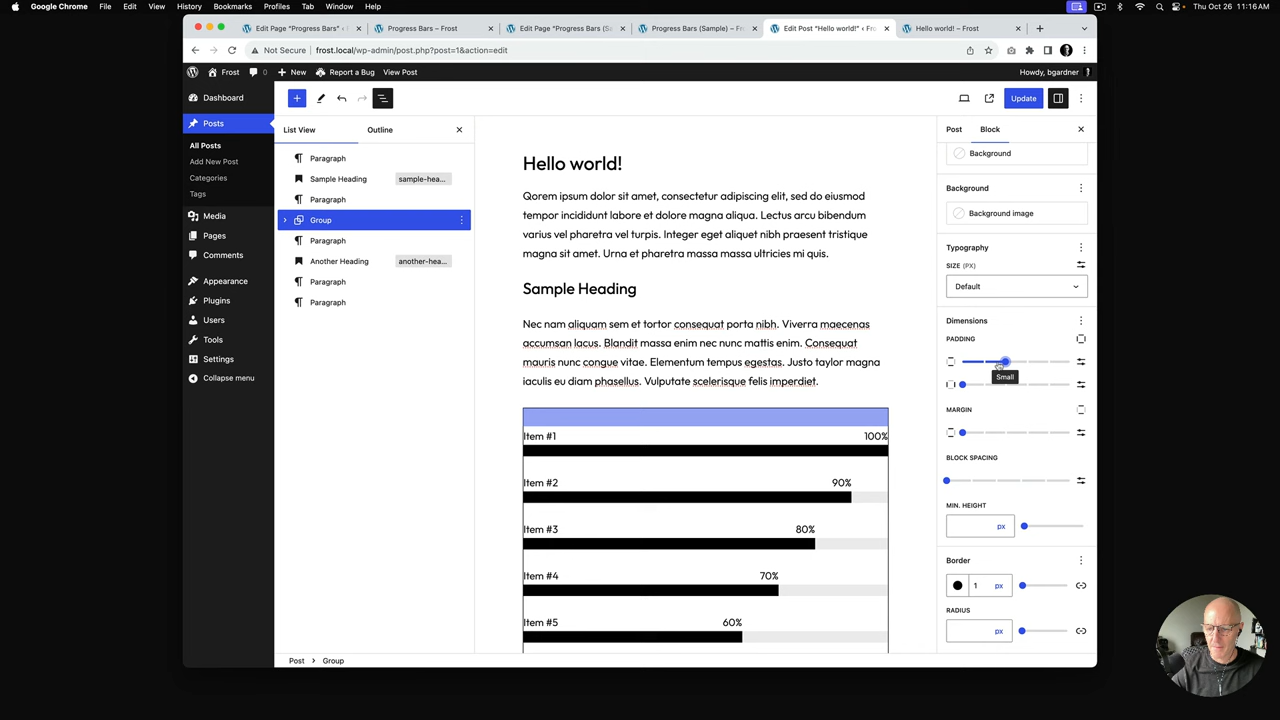 Google Chrome File Edit View History Bookmarks Profiles Tab Window Help Thu Oct 26 11:16 AM
Edit Page “Progress Bars” ‹ Progress Bars – Frost Edit Page “Progress Bars (Sa Progress Bars (Sample) – Fr Edit Post “Hello world!” ‹ Fro Hello world! – Frost
Not Secure frost.local/wp-admin/post.php?post=1&action=edit
Frost 0 New Report a Bug View Post Howdy, bgardner
Dashboard
Posts
All Posts
Add New Post
Categories
Tags
Media
Pages
Comments
Appearance
Plugins
Users
Tools
Settings
Collapse menu
Update
List View Outline
Paragraph
Sample Heading sample-hea...
Paragraph
Group
Paragraph
Another Heading another-hea...
Paragraph
Paragraph
Hello world!
Qorem ipsum dolor sit amet, consectetur adipiscing elit, sed do eiusmod
tempor incididunt labore et dolore magna aliqua. Lectus arcu bibendum
varius vel pharetra vel turpis. Integer eget aliquet nibh praesent tristique
magna sit amet. Urna et pharetra massa massa ultricies mi quis.
Sample Heading
Nec nam aliquam sem et tortor consequat porta nibh. Viverra maecenas
accumsan lacus. Blandit massa enim nec nunc mattis enim. Consequat
mauris nunc congue vitae. Elementum tempus egestas. Justo taylor magna
iaculis eu diam phasellus. Vulputate scelerisque felis imperdiet.
Item #1 100%
Item #2 90%
Item #3 80%
Item #4 70%
Item #5 60%
Post Block
Background
Background
Background image
Typography
SIZE (PX)
Default
Dimensions
PADDING
Small
MARGIN
BLOCK SPACING
MIN. HEIGHT
px
Border
1 px
RADIUS
px
Post › Group